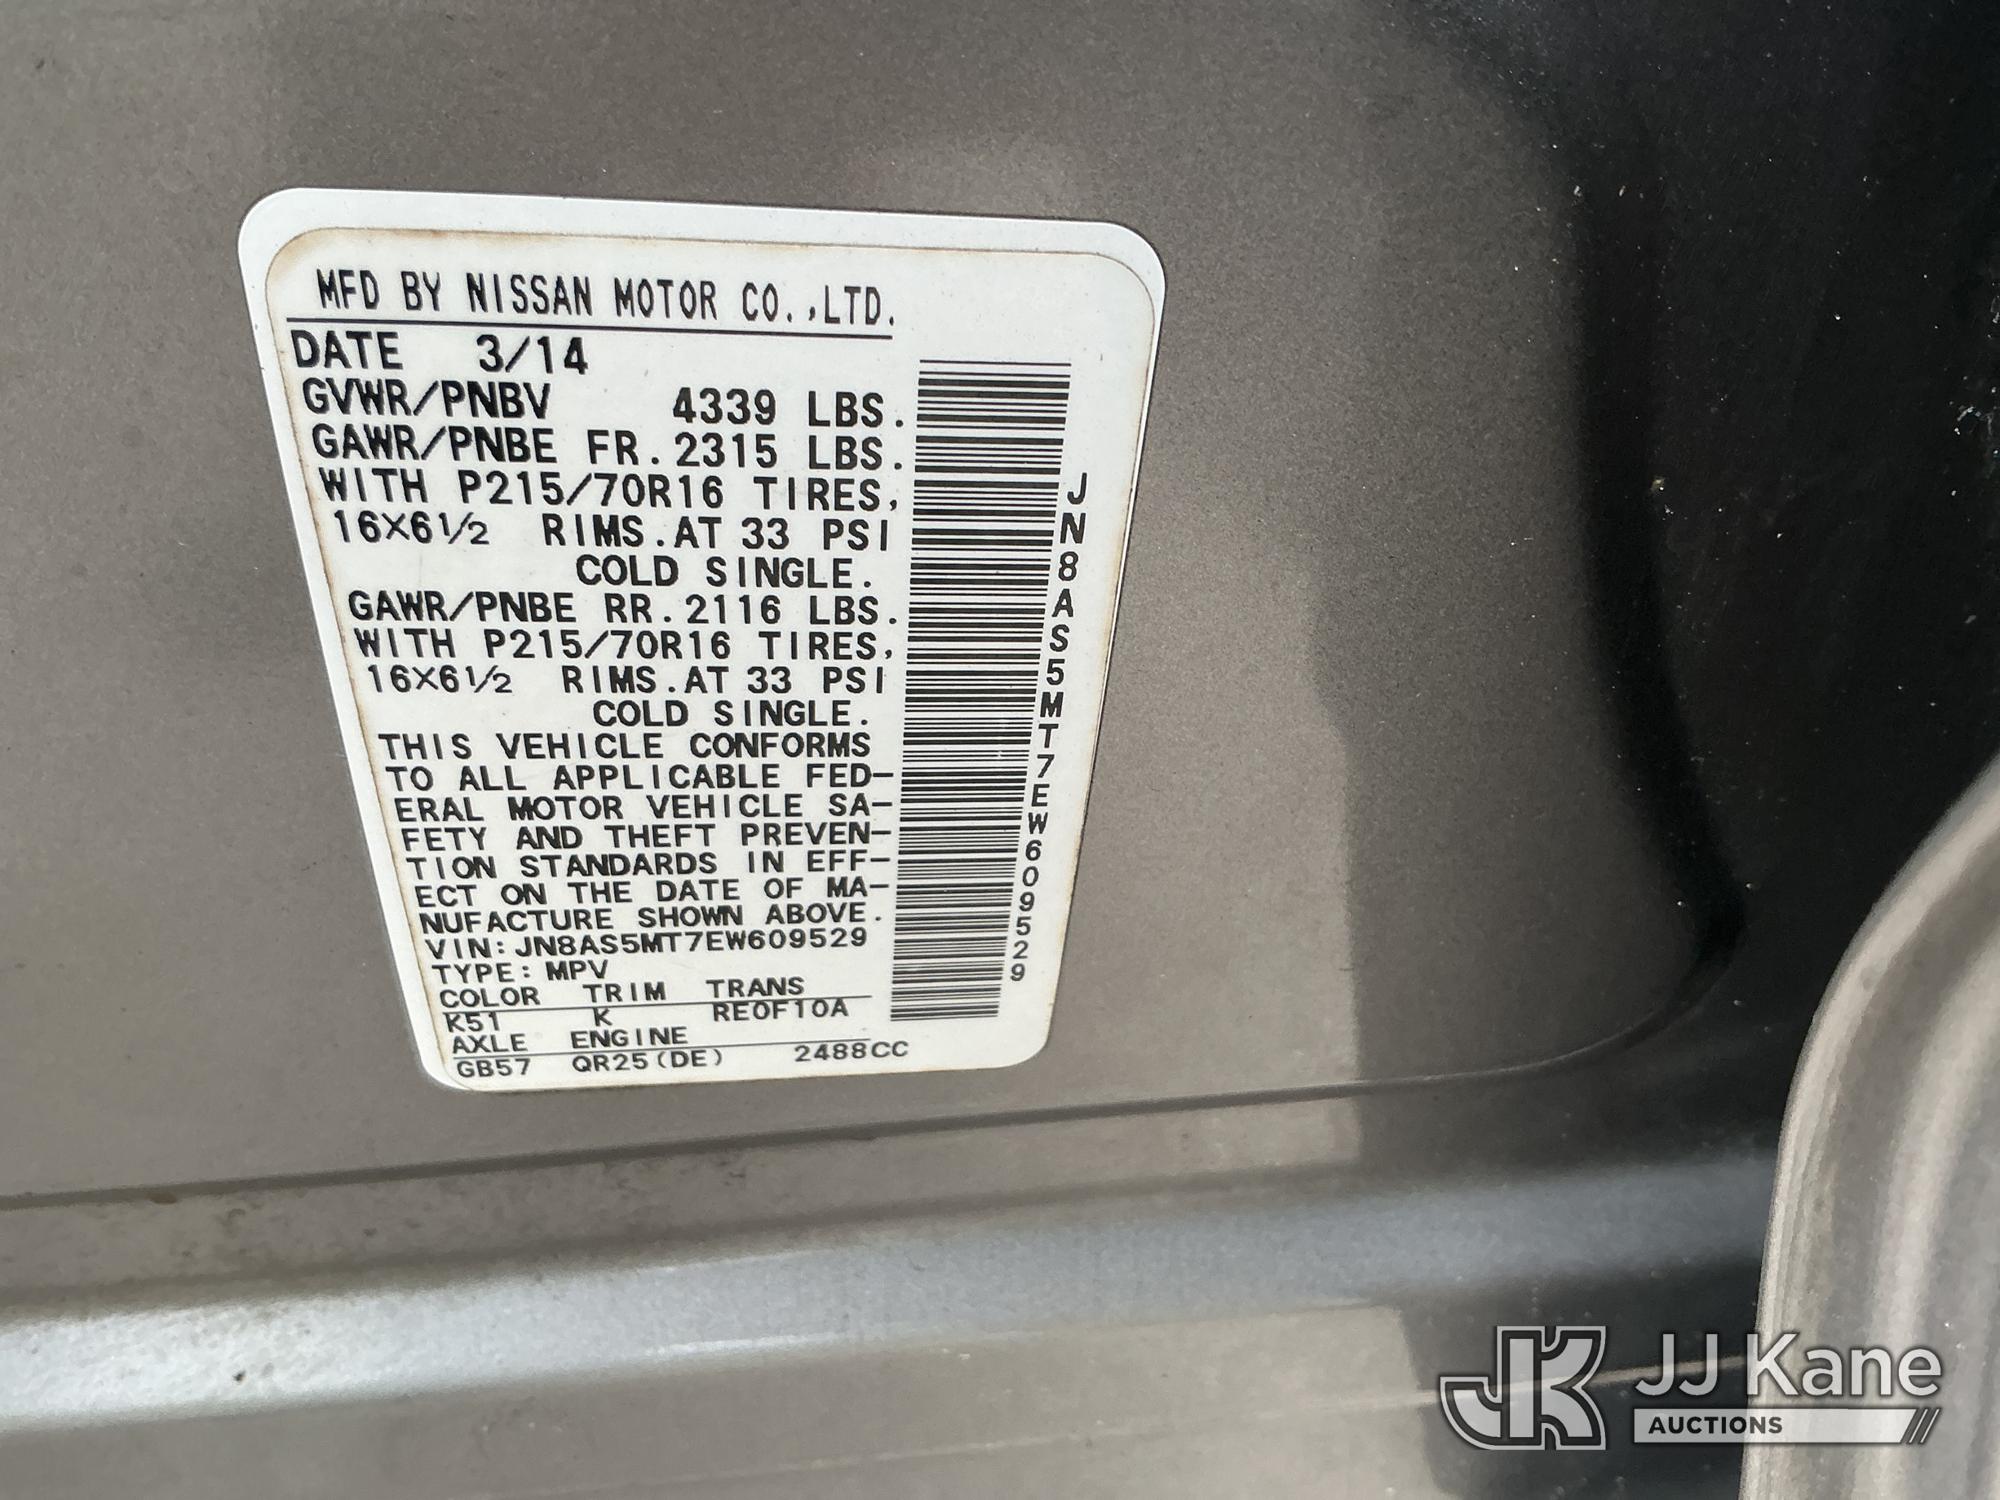 MFD BY NISSAN MOTOR CO.,LTD.
DATE 3/14
GVWR/PNBV 4339 LBS.
GAWR/PNBE FR.2315 LBS.
WITH P215/70R16 TIRES,
16X6½ RIMS.AT 33 PSI
COLD SINGLE.
GAWR/PNBE RR.2116 LBS.
WITH P215/70R16 TIRES,
16X6½ RIMS.AT 33 PSI
COLD SINGLE.
THIS VEHICLE CONFORMS
TO ALL APPLICABLE FED-
ERAL MOTOR VEHICLE SA-
FETY AND THEFT PREVEN-
TION STANDARDS IN EFF-
ECT ON THE DATE OF MA-
NUFACTURE SHOWN ABOVE.
VIN:JN8AS5MT7EW609529
TYPE:MPV
COLOR TRIM TRANS
K51 K RE0F10A
AXLE ENGINE
GB57 QR25(DE) 2488CC
JN8AS5MT7EW609529
JK JJ Kane
AUCTIONS